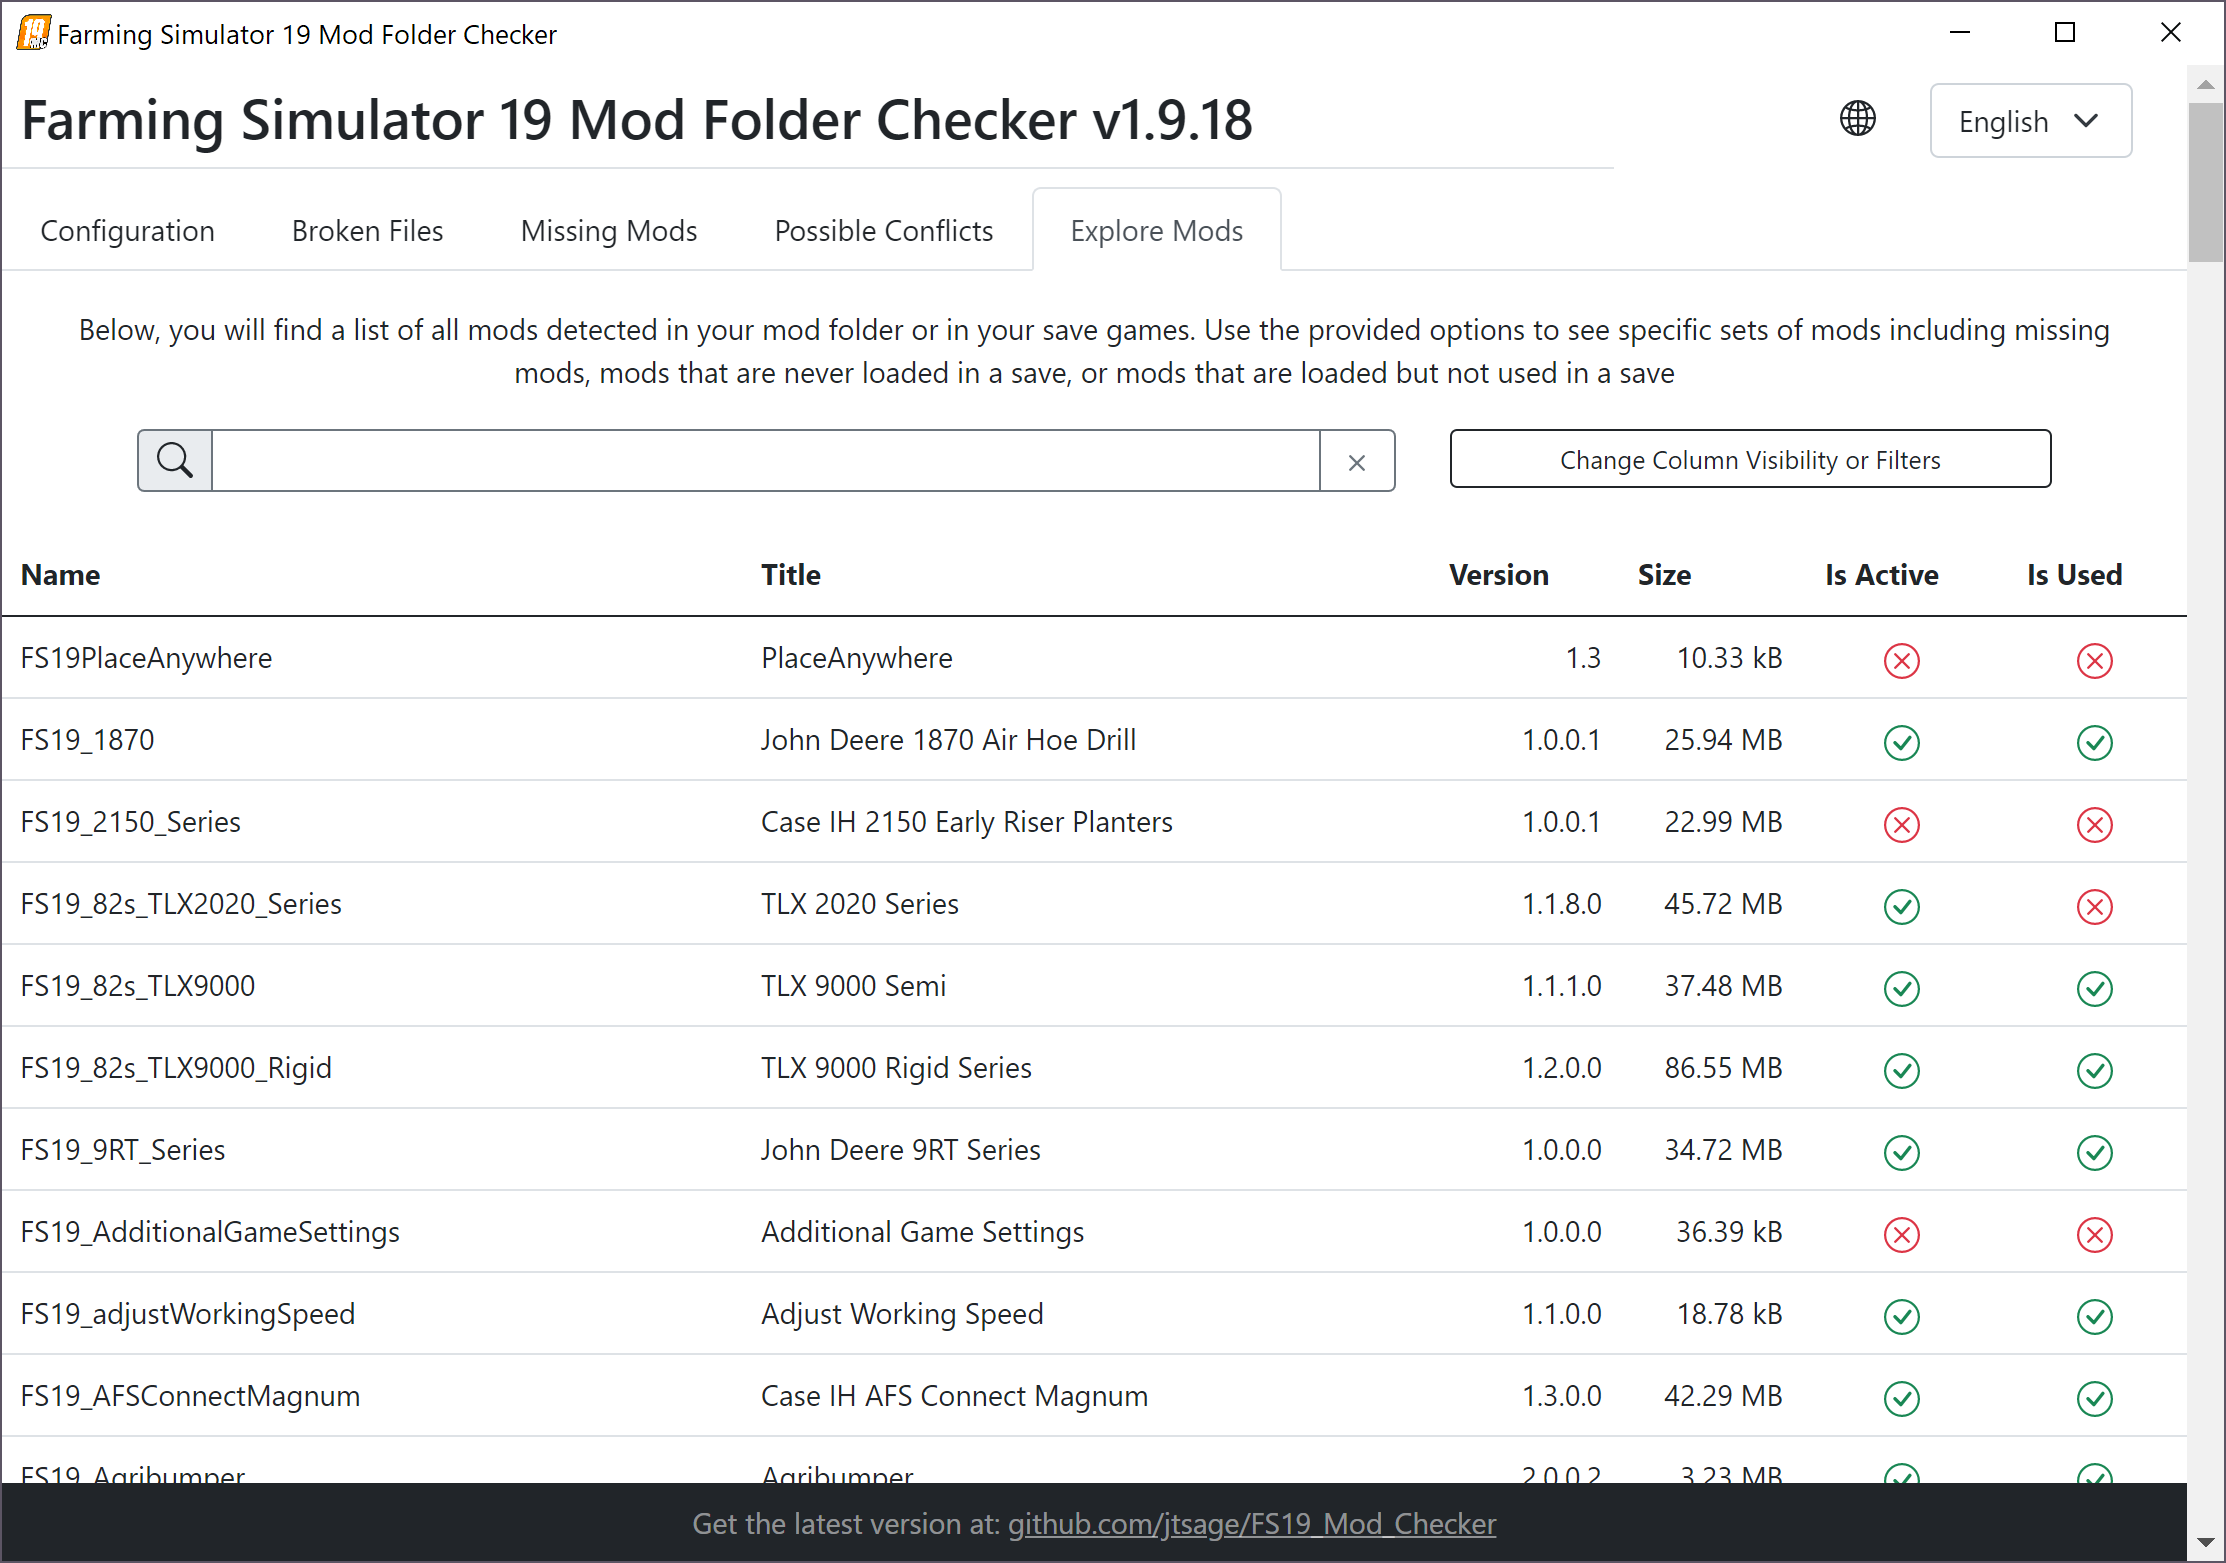 Farming Simulator 19 Mod Folder Checker
Farming Simulator 19 Mod Folder Checker v1.9.18
English
Configuration Broken Files Missing Mods Possible Conflicts Explore Mods
Below, you will find a list of all mods detected in your mod folder or in your save games. Use the provided options to see specific sets of mods including missing
mods, mods that are never loaded in a save, or mods that are loaded but not used in a save
Change Column Visibility or Filters
Name Title Version Size Is Active Is Used
FS19PlaceAnywhere PlaceAnywhere 1.3 10.33 kB
FS19_1870 John Deere 1870 Air Hoe Drill 1.0.0.1 25.94 MB
FS19_2150_Series Case IH 2150 Early Riser Planters 1.0.0.1 22.99 MB
FS19_82s_TLX2020_Series TLX 2020 Series 1.1.8.0 45.72 MB
FS19_82s_TLX9000 TLX 9000 Semi 1.1.1.0 37.48 MB
FS19_82s_TLX9000_Rigid TLX 9000 Rigid Series 1.2.0.0 86.55 MB
FS19_9RT_Series John Deere 9RT Series 1.0.0.0 34.72 MB
FS19_AdditionalGameSettings Additional Game Settings 1.0.0.0 36.39 kB
FS19_adjustWorkingSpeed Adjust Working Speed 1.1.0.0 18.78 kB
FS19_AFSConnectMagnum Case IH AFS Connect Magnum 1.3.0.0 42.29 MB
FS19_Agribumper Agribumper 2.0.0.2 3.23 MB
Get the latest version at: github.com/jtsage/FS19_Mod_Checker